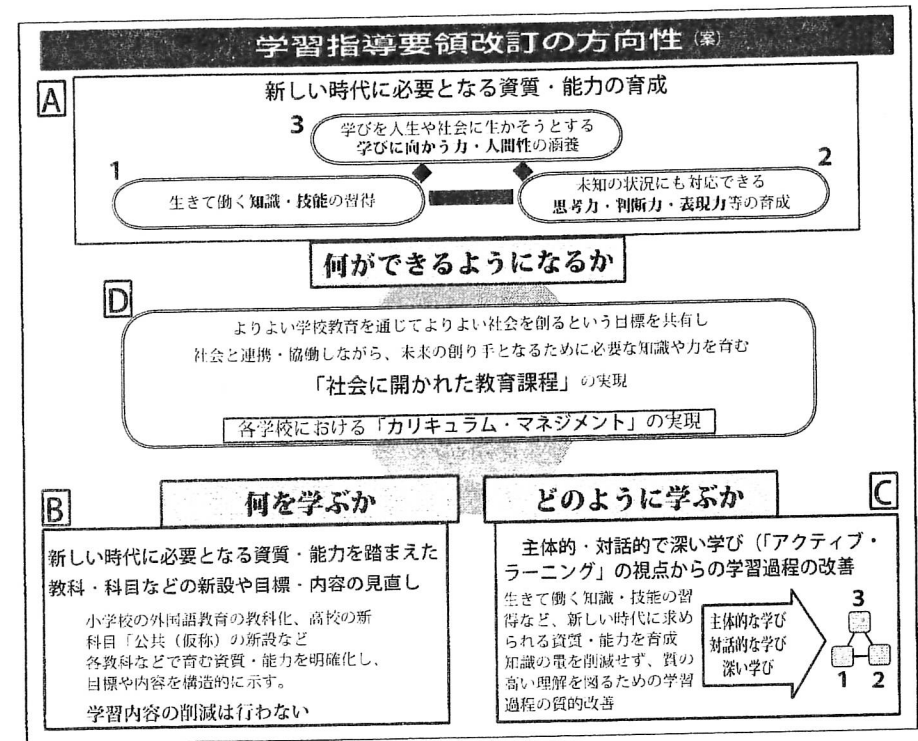 学習指導要領改訂の方向性(案)
A
新しい時代に必要となる資質・能力の育成
3
学びを人生や社会に生かそうとする
学びに向かう力・人間性の涵養
1
生きて働く知識・技能の習得
2
未知の状況にも対応できる
思考力・判断力・表現力等の育成
何ができるようになるか
D
よりよい学校教育を通じてよりよい社会を創るという目標を共有し
社会と連携・協働しながら、未来の創り手となるために必要な知識や力を育む
「社会に開かれた教育課程」の実現
各学校における「カリキュラム・マネジメント」の実現
B
何を学ぶか
新しい時代に必要となる資質・能力を踏まえた
教科・科目などの新設や目標・内容の見直し
小学校の外国語教育の教科化、高校の新
科目「公共(仮称)の新設など
各教科などで育む資質・能力を明確化し、
目標や内容を構造的に示す。
学習内容の削減は行わない
どのように学ぶか
C
主体的・対話的で深い学び(「アクティブ・
ラーニング」の視点からの学習過程の改善
生きて働く知識・技能の習
得など、新しい時代に求め
られる資質・能力を育成
知識の量を削減せず、質の
高い理解を図るための学習
過程の質的改善
主体的な学び
対話的な学び
深い学び
3
1 2